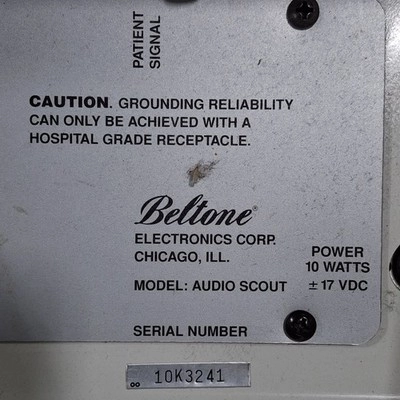 PATIENT
SIGNAL
CAUTION. GROUNDING RELIABILITY
CAN ONLY BE ACHIEVED WITH A
HOSPITAL GRADE RECEPTACLE.
Beltone®
ELECTRONICS CORP.
CHICAGO, ILL.
MODEL: AUDIO SCOUT
POWER
10 WATTS
± 17 VDC
SERIAL NUMBER
10K3241